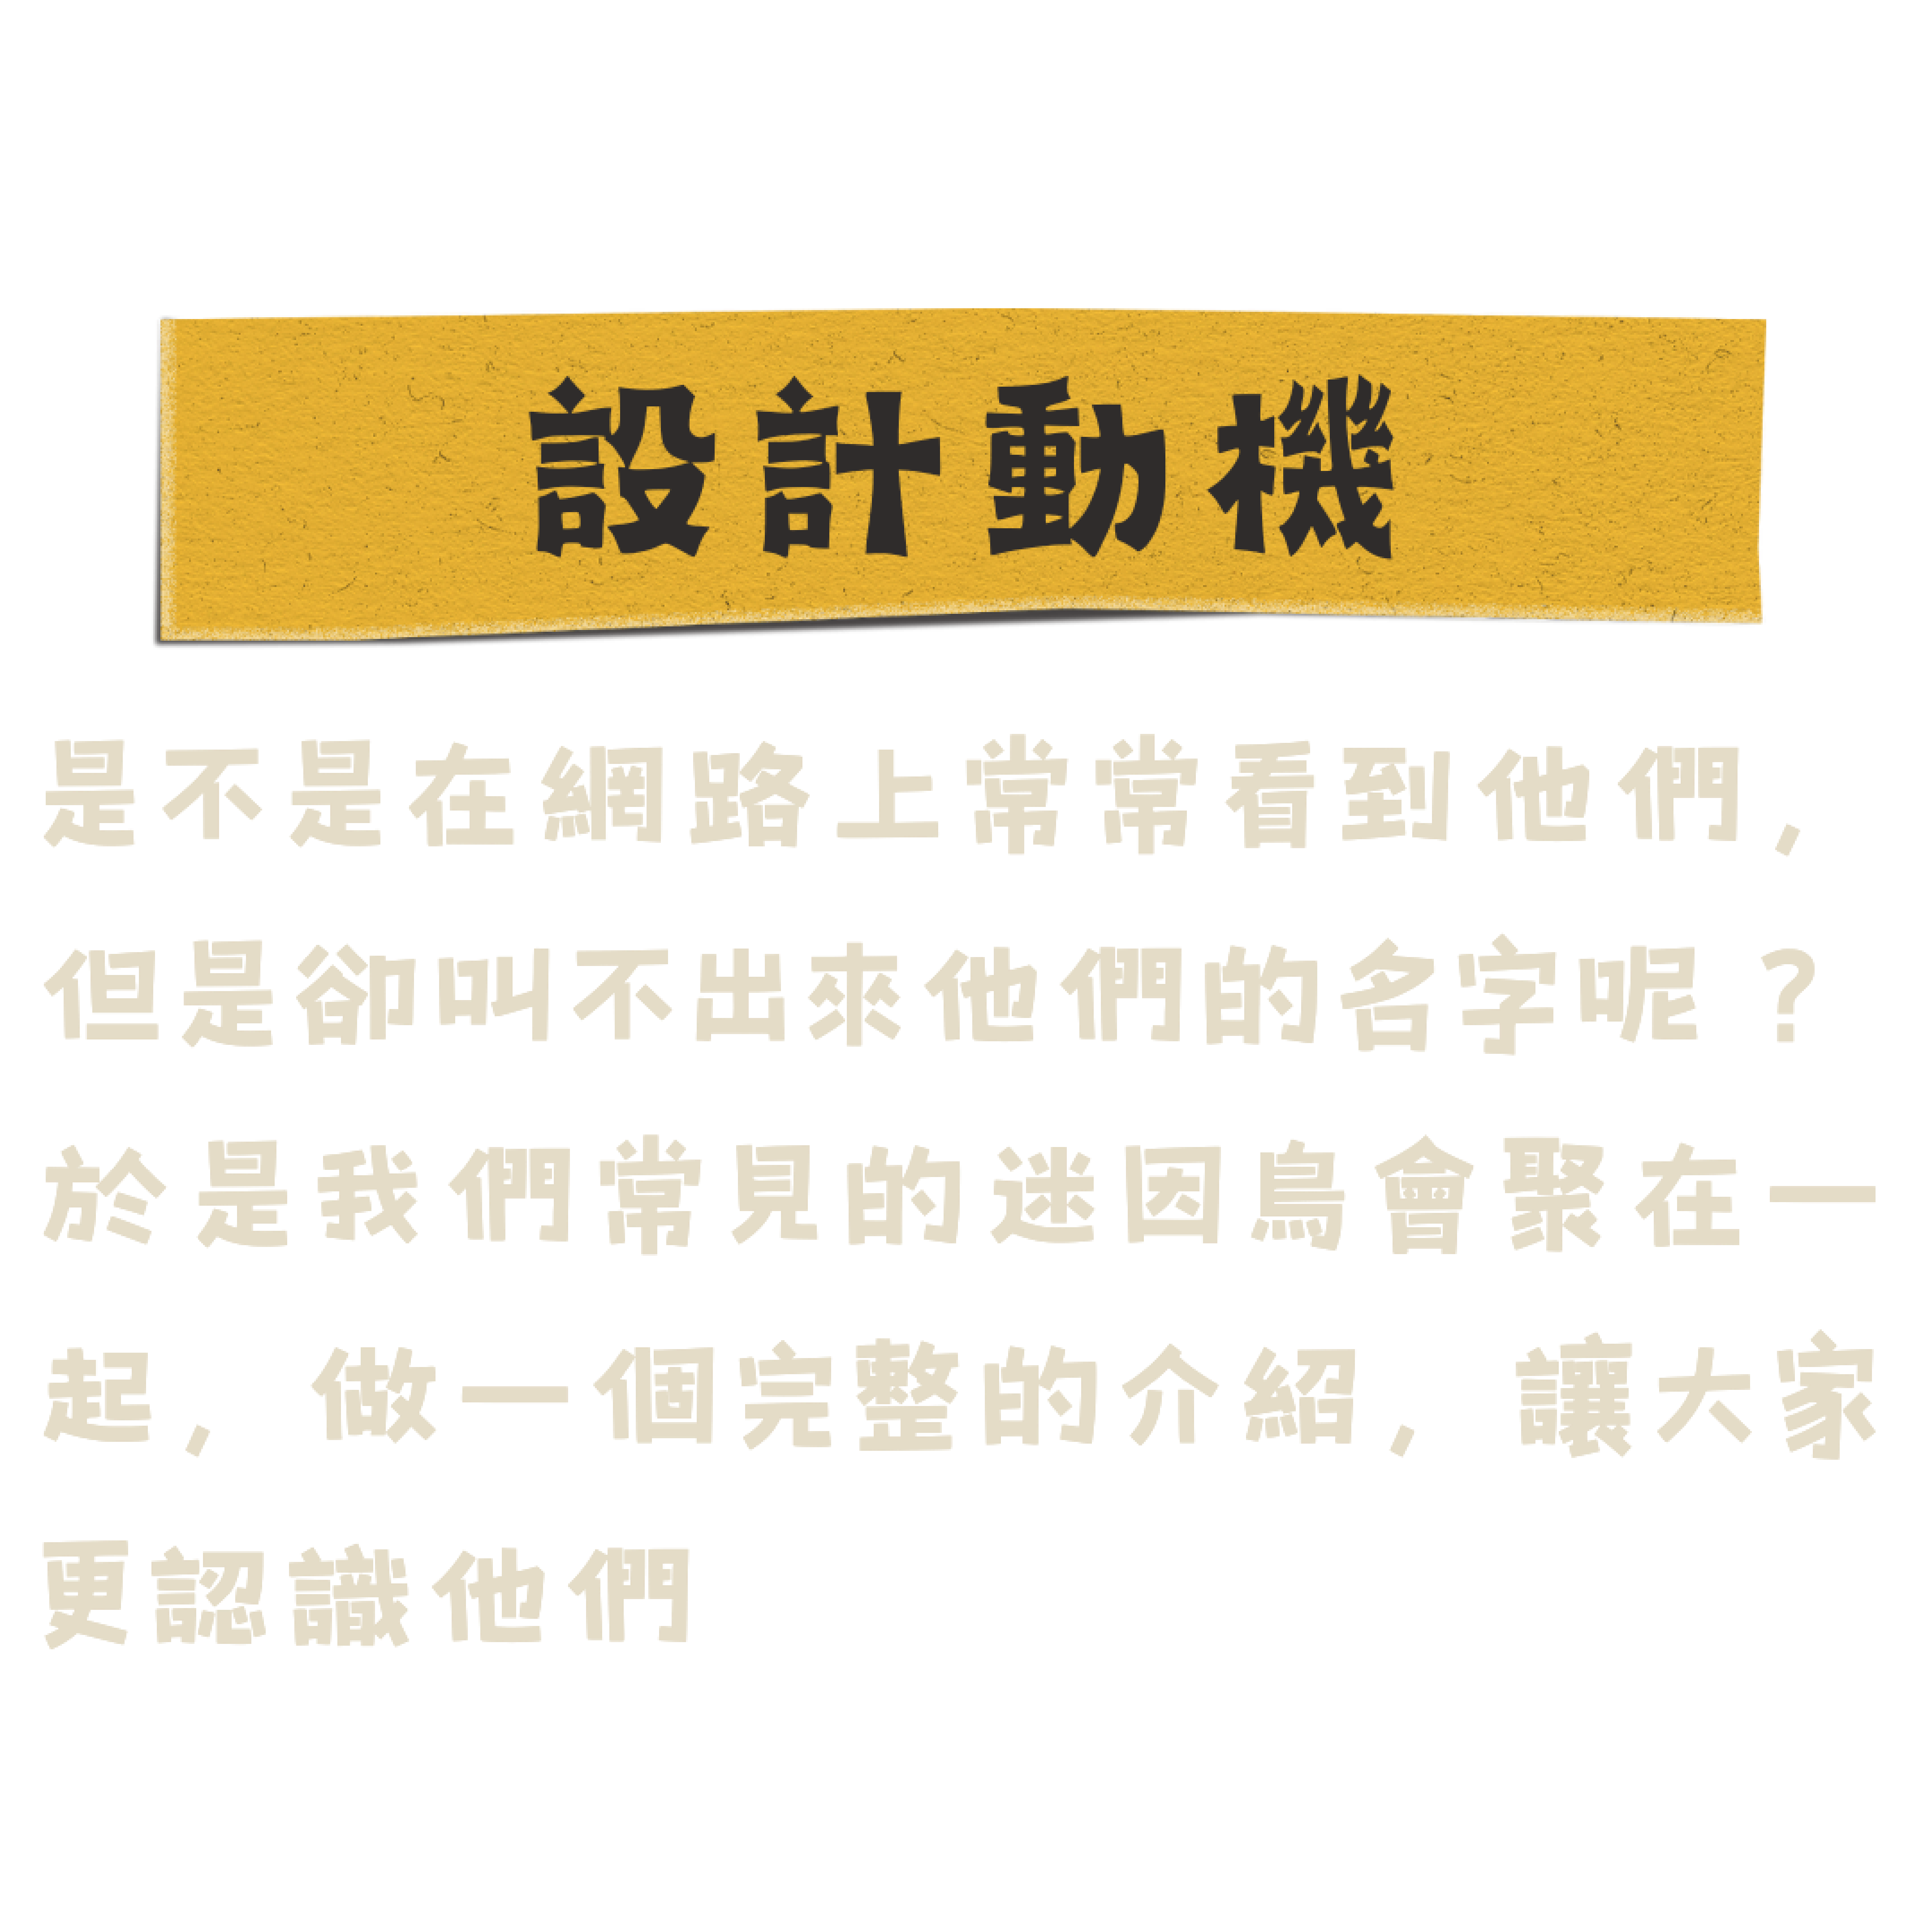 設計動機
是不是在網路上常常看到他們，
但是卻叫不出來他們的名字呢？
於是我們常見的迷因鳥會聚在一
起，做一個完整的介紹，讓大家
更認識他們